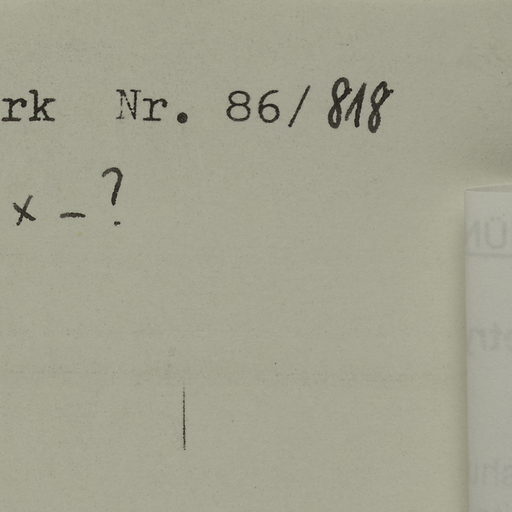 rk Nr. 86/818
x - ?